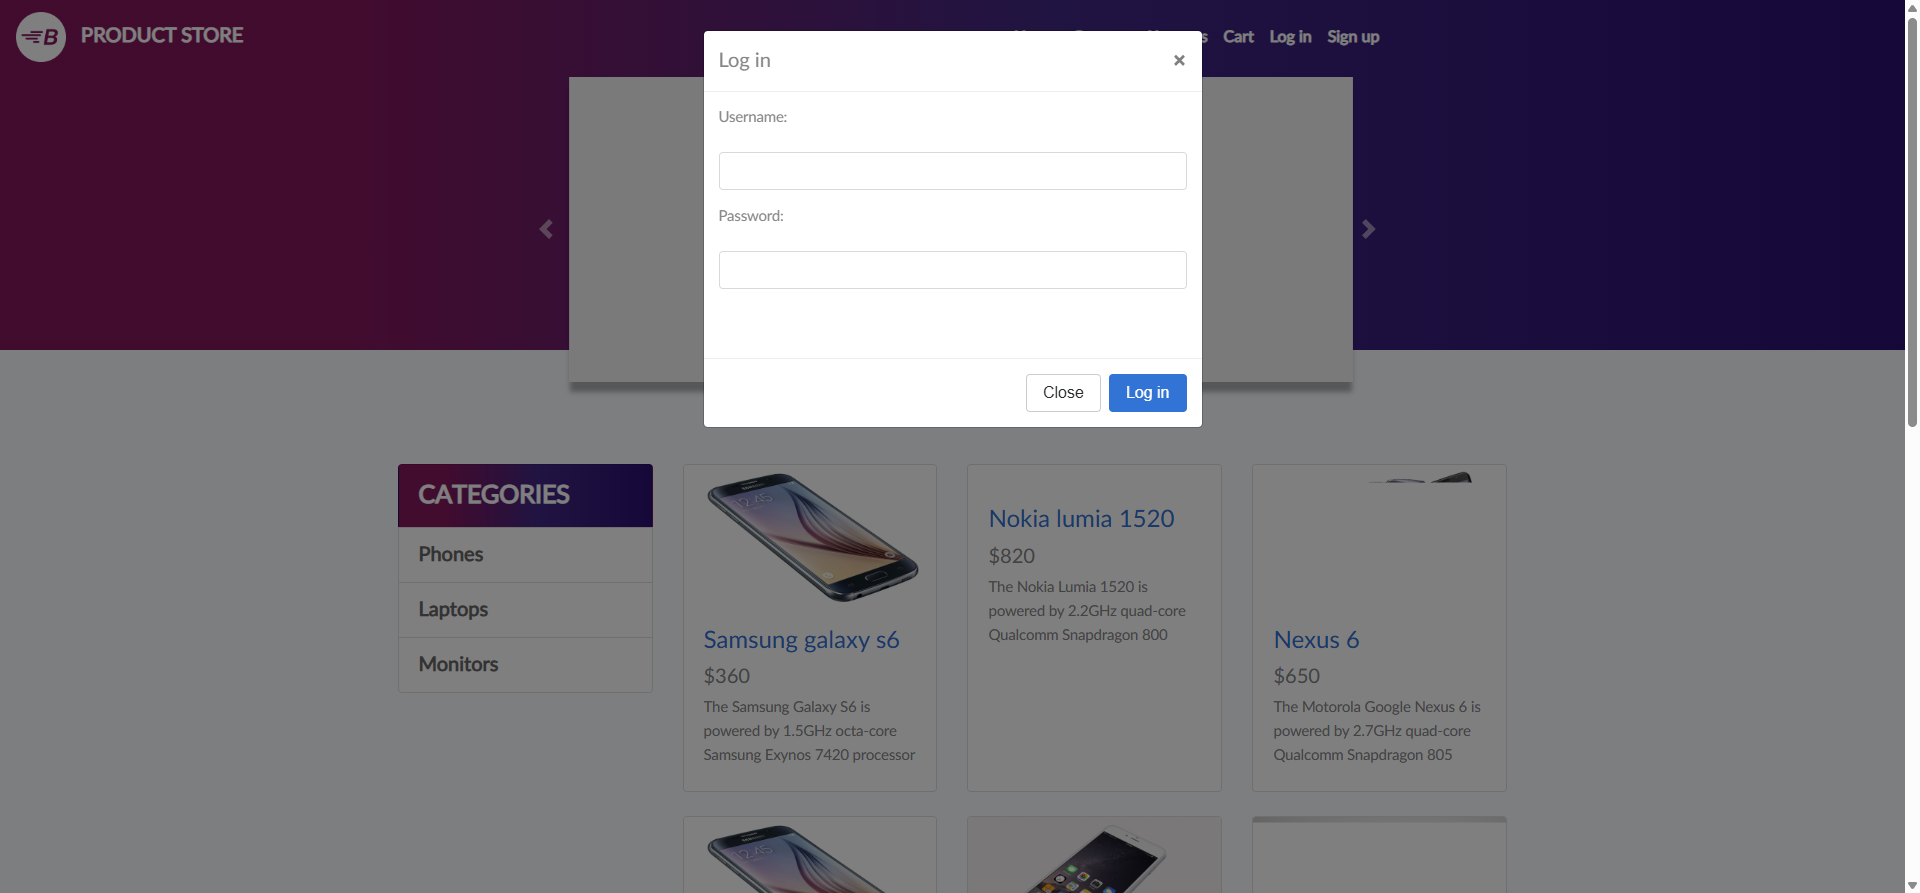 PRODUCT STORE
Cart Log in Sign up
Log in
×
Username:
Password:
Close Log in
CATEGORIES
Phones
Laptops
Monitors
Samsung galaxy s6
$360
The Samsung Galaxy S6 is
powered by 1.5GHz octa-core
Samsung Exynos 7420 processor
Nokia lumia 1520
$820
The Nokia Lumia 1520 is
powered by 2.2GHz quad-core
Qualcomm Snapdragon 800
Nexus 6
$650
The Motorola Google Nexus 6 is
powered by 2.7GHz quad-core
Qualcomm Snapdragon 805